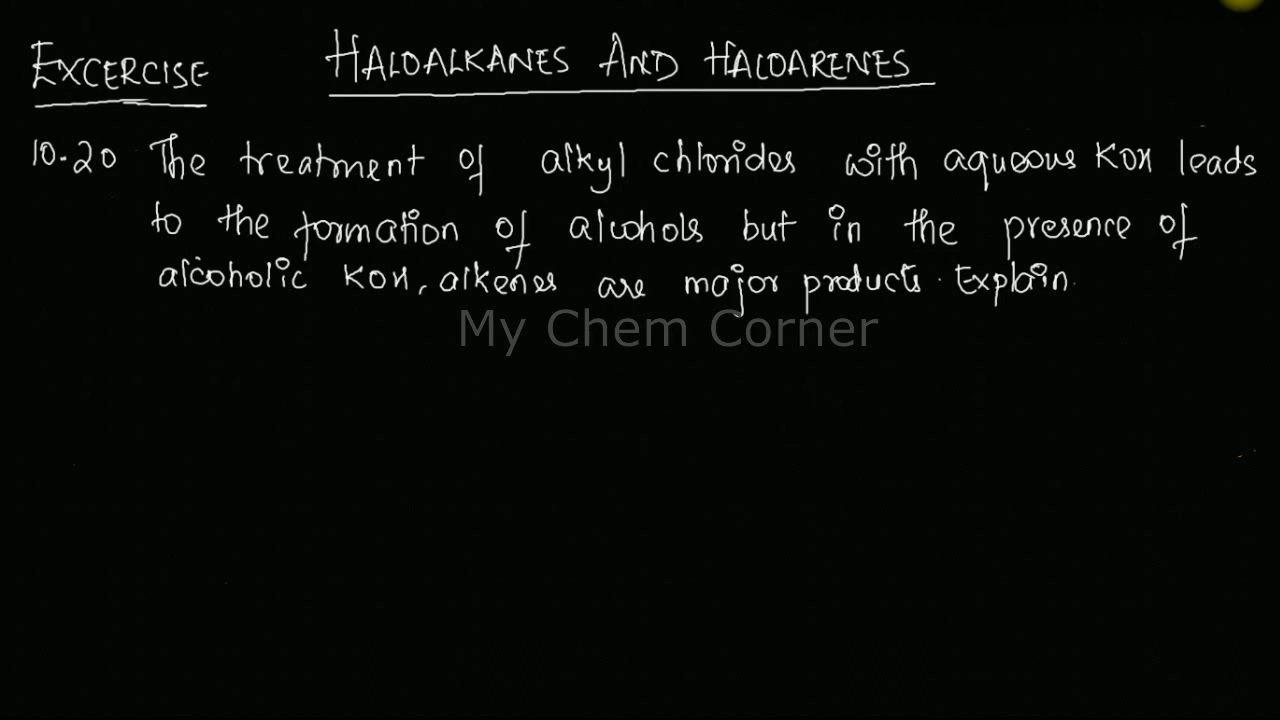 EXCERCISE HALOALKANES AND HALOARENES
10.20 The treatment of alkyl chlorides with aqueous KOH leads
to the formation of alcohols but in the presence of
alcoholic KOH, alkenes are major products. Explain.
My Chem Corner